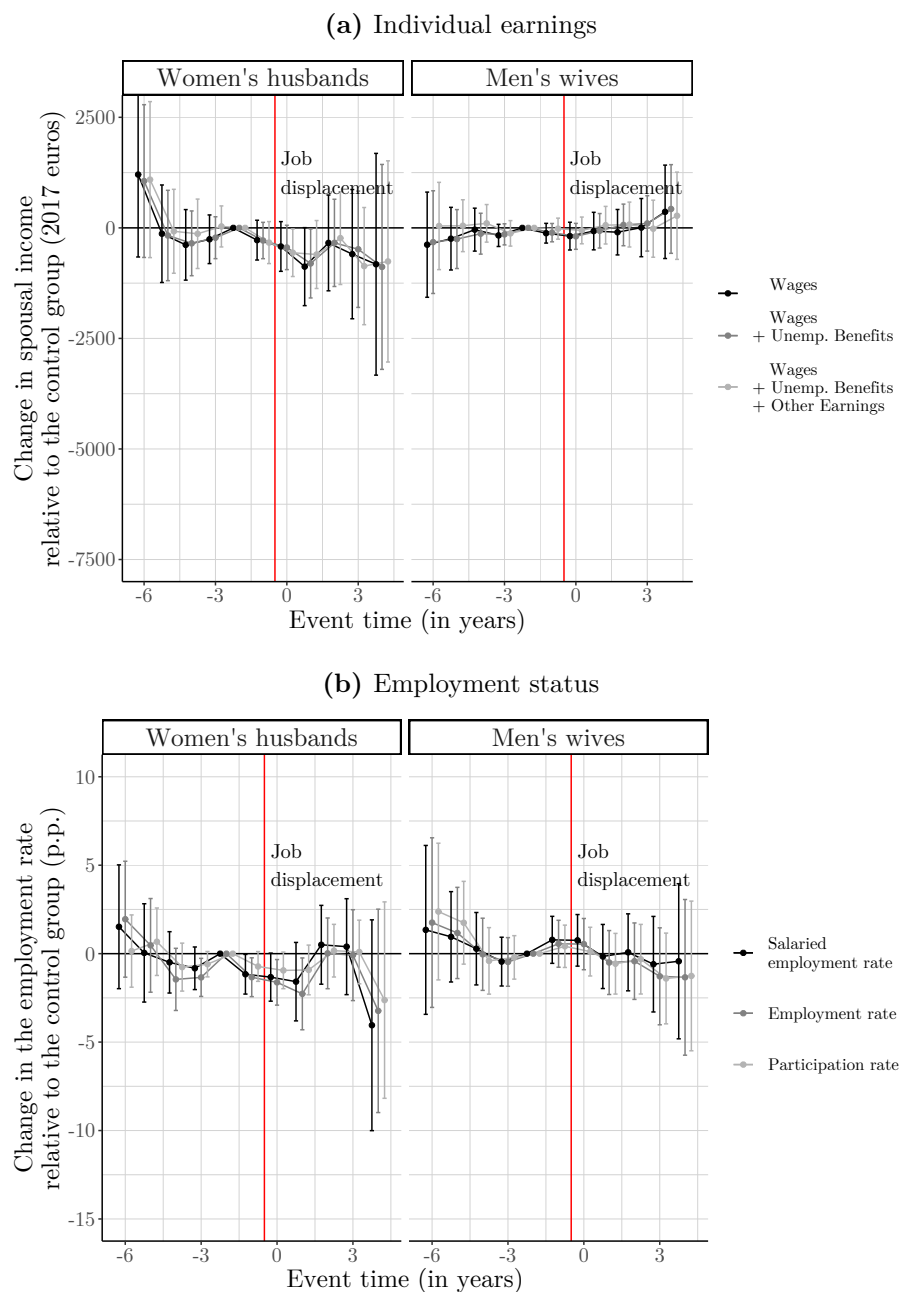 (a) Individual earnings
Women's husbands
Men's wives
Change in spousal income
relative to the control group (2017 euros)
2500
0
-2500
-5000
-7500
Job
displacement
Job
displacement
-6
-3
0
3
-6
-3
0
3
Event time (in years)
Wages
Wages
+ Unemp. Benefits
Wages
+ Unemp. Benefits
+ Other Earnings
(b) Employment status
Women's husbands
Men's wives
Change in the employment rate
relative to the control group (p.p.)
10
5
0
-5
-10
-15
Job
displacement
Job
displacement
-6
-3
0
3
-6
-3
0
3
Event time (in years)
Salaried
employment rate
Employment rate
Participation rate